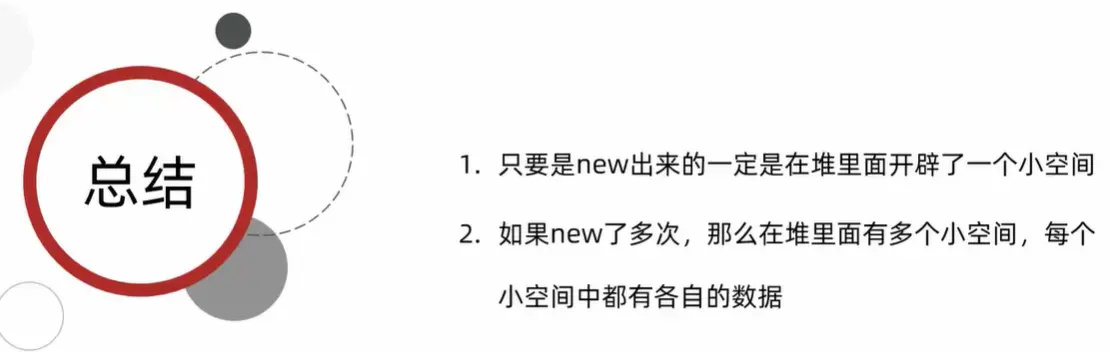 总结
1. 只要是new出来的一定是在堆里面开辟了一个小空间
2. 如果new了多次，那么在堆里面有多个小空间，每个
小空间中都有各自的数据